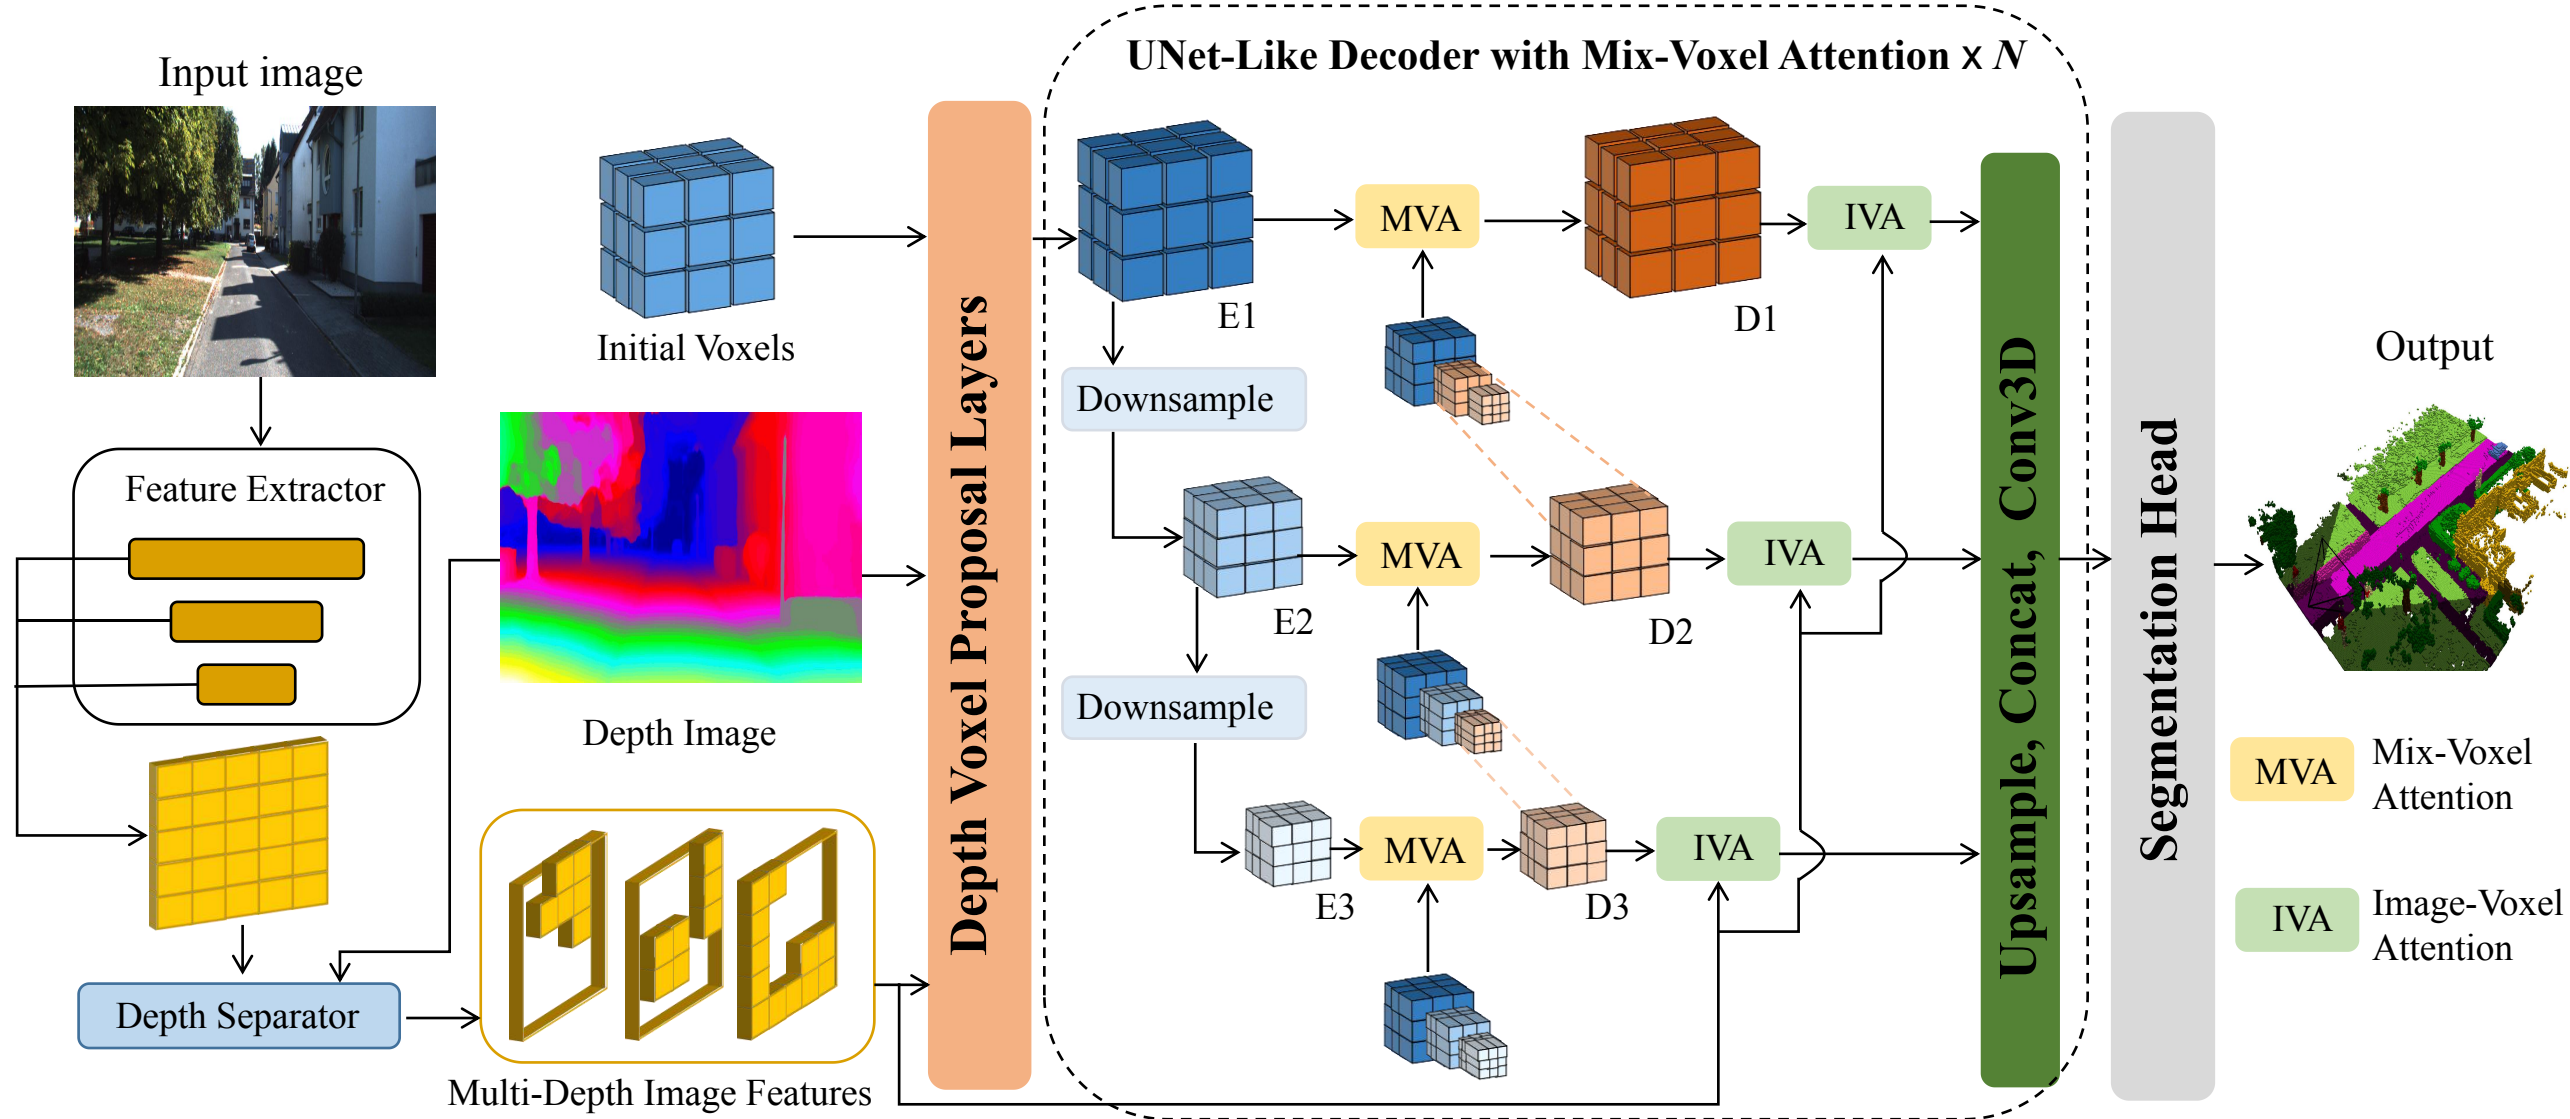 Input image
Feature Extractor
Depth Separator
Initial Voxels
Depth Image
Multi-Depth Image Features
Depth Voxel Proposal Layers
UNet-Like Decoder with Mix-Voxel Attention x N
E1
MVA
D1
IVA
Downsample
E2
MVA
D2
IVA
Downsample
E3
MVA
D3
IVA
Upsample, Concat, Conv3D
Segmentation Head
Output
MVA
Mix-Voxel
Attention
IVA
Image-Voxel
Attention